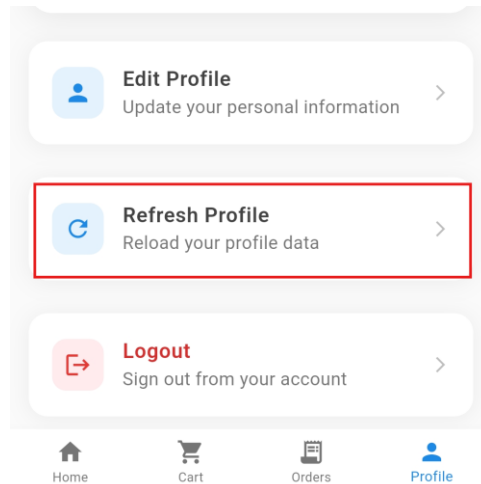 Edit Profile
Update your personal information
Refresh Profile
Reload your profile data
Logout
Sign out from your account
Home
Cart
Orders
Profile